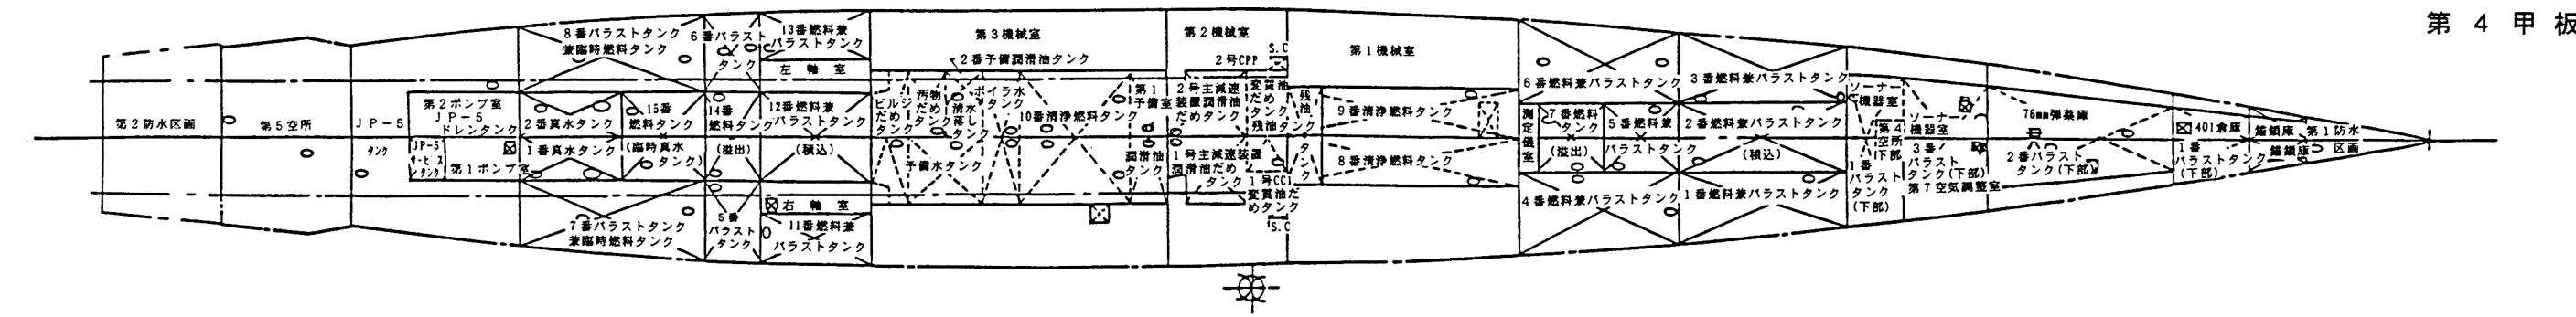 第 4 甲 板
第2防水区画
第5空所
JP-5
タンク
第2ポンプ室
JP-5
ドレンタンク
JP-5
サービス
タンク
第1ポンプ室
8番バラストタンク
兼臨時燃料タンク
2番真水タンク
1番真水タンク
7番バラストタンク
兼臨時燃料タンク
15番
燃料タンク
(臨時真水
タンク)
6番バラスト
タンク
14番
燃料タンク
(溢出)
5番
バラスト
タンク
13番燃料兼
バラストタンク
左 軸 室
12番燃料兼
バラストタンク
(積込)
右 軸 室
11番燃料兼
バラストタンク
第3機械室
2番予備潤滑油タンク
ビルジ
だめ
タンク
汚物
だめ
タンク
清水
落し
タンク
ボイラ水
タンク
10番清浄燃料タンク
予備水タンク
第1
予備室
潤滑油
タンク
第2機械室
S.C
2号CPP
2号主減速
装置潤滑油
だめタンク
変質油
だめ
タンク
残油タンク
1号主減速装置
潤滑油だめ
タンク
変質油だ
めタンク
S.C
残油
タンク
第1機械室
9番清浄燃料タンク
8番清浄燃料タンク
測定儀室
6番燃料兼バラストタンク
7番燃料
タンク
(溢出)
5番燃料兼
バラストタンク
4番燃料兼バラストタンク
3番燃料兼バラストタンク
2番燃料兼バラストタンク
(積込)
1番燃料兼バラストタンク
ソーナー
機器室
第4
空所
下部
1番
バラスト
タンク
(下部)
ソーナー
機器室
3番
バラスト
タンク(下部)
第7空気調整室
76mm弾薬庫
2番バラスト
タンク(下部)
401倉庫
1番
バラストタンク
(下部)
錨鎖庫
錨鎖庫
第1防水
区画